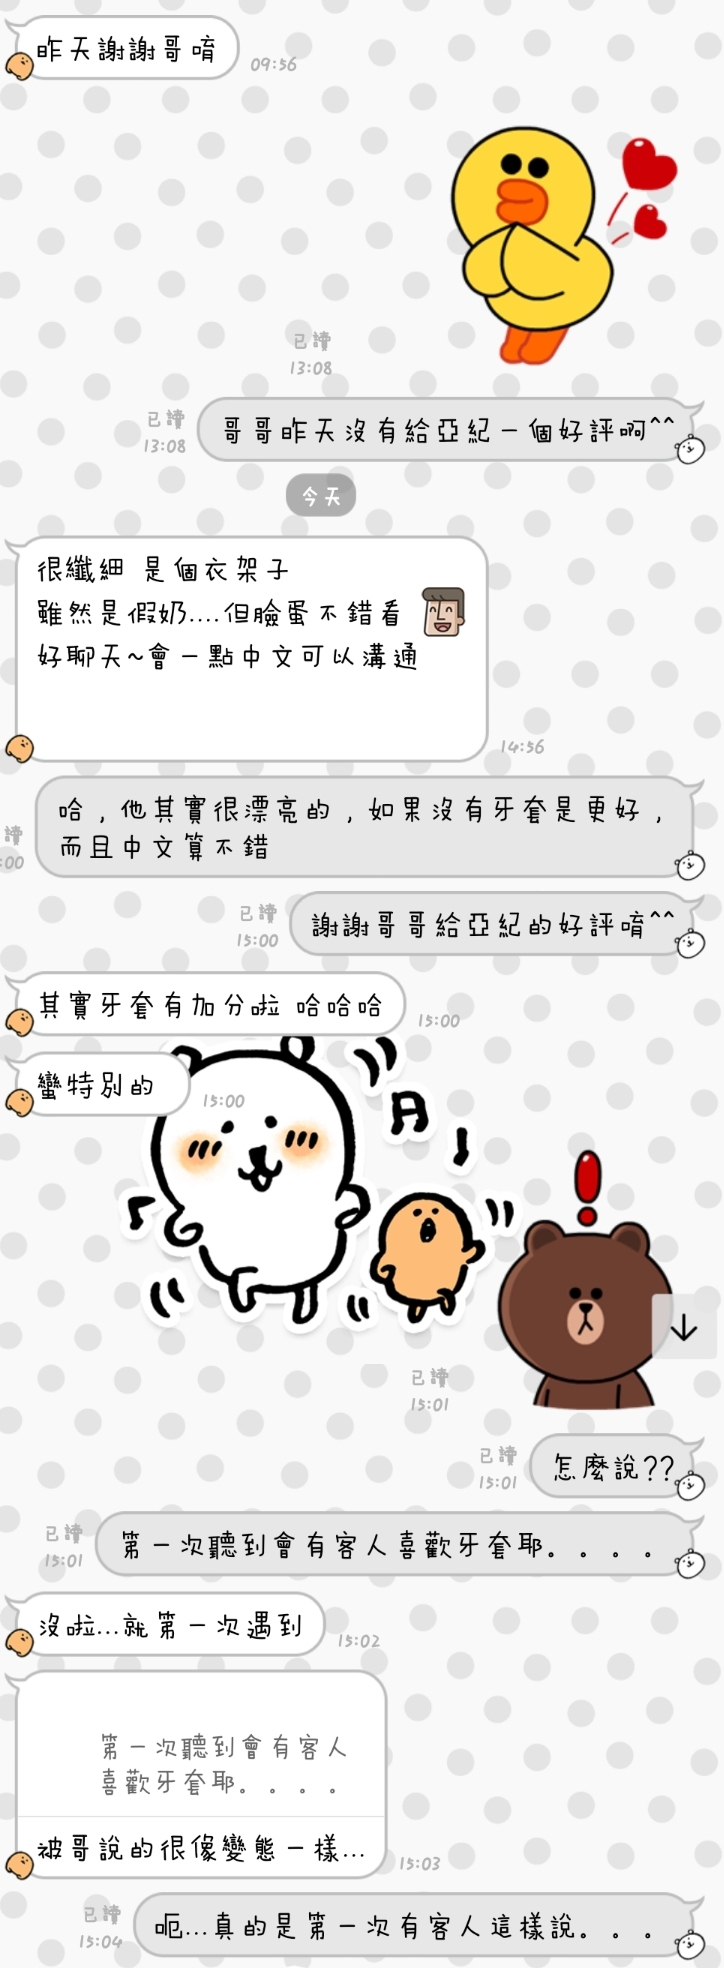 昨天謝謝哥唷
09:56
已讀
13:08
已讀
13:08
哥哥昨天沒有給亞紀一個好評啊^^
今天
很纖細 是個衣架子
雖然是假奶....但臉蛋不錯看
好聊天~會一點中文可以溝通
14:56
哈，他其實很漂亮的，如果沒有牙套是更好，
而且中文算不錯
讀
:00
已讀
15:00
謝謝哥哥給亞紀的好評唷^^
其實牙套有加分啦 哈哈哈
15:00
蠻特別的
15:00
已讀
15:01
已讀
15:01
怎麼說??
已讀
15:01
第一次聽到會有客人喜歡牙套耶。。。。
沒啦...就第一次遇到
15:02
第一次聽到會有客人
喜歡牙套耶。。。。
被哥說的很像變態一樣...
15:03
已讀
15:04
呃...真的是第一次有客人這樣說。。。